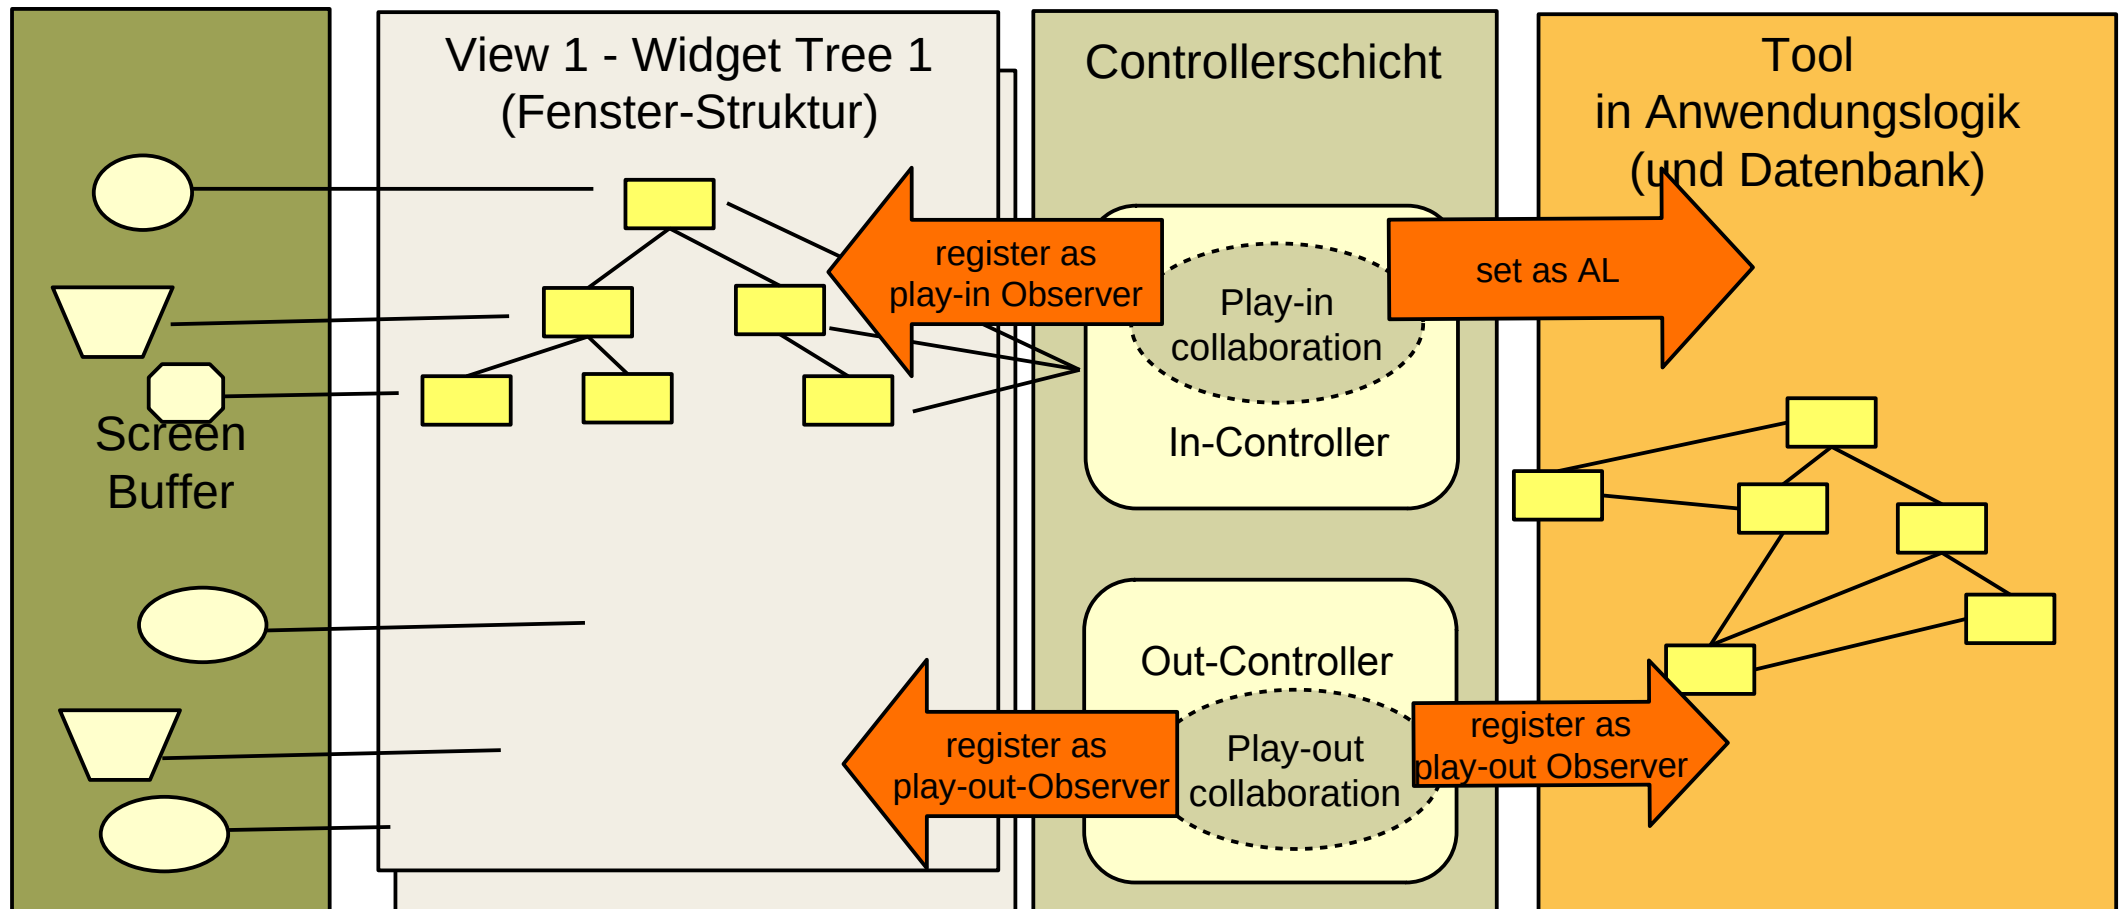 View 1 - Widget Tree 1
(Fenster-Struktur)
Controllerschicht
Tool
in Anwendungslogik
(und Datenbank)
register as
play-in Observer
set as AL
Play-in
collaboration
In-Controller
Screen
Buffer
Out-Controller
register as
play-out-Observer
Play-out
collaboration
register as
play-out Observer